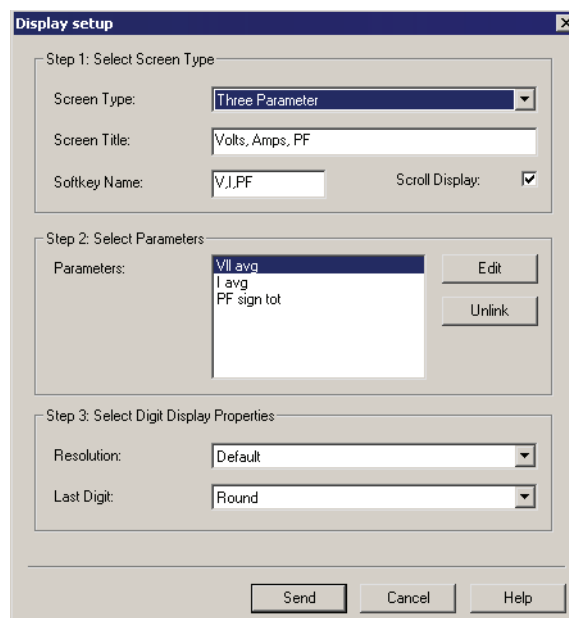 Display setup
Step 1: Select Screen Type
Screen Type: Three Parameter
Screen Title: Volts, Amps, PF
Softkey Name: V,I,PF Scroll Display:
Step 2: Select Parameters
Parameters: Vll avg Edit
I avg
PF sign tot
Unlink
Step 3: Select Digit Display Properties
Resolution: Default
Last Digit: Round
Send Cancel Help